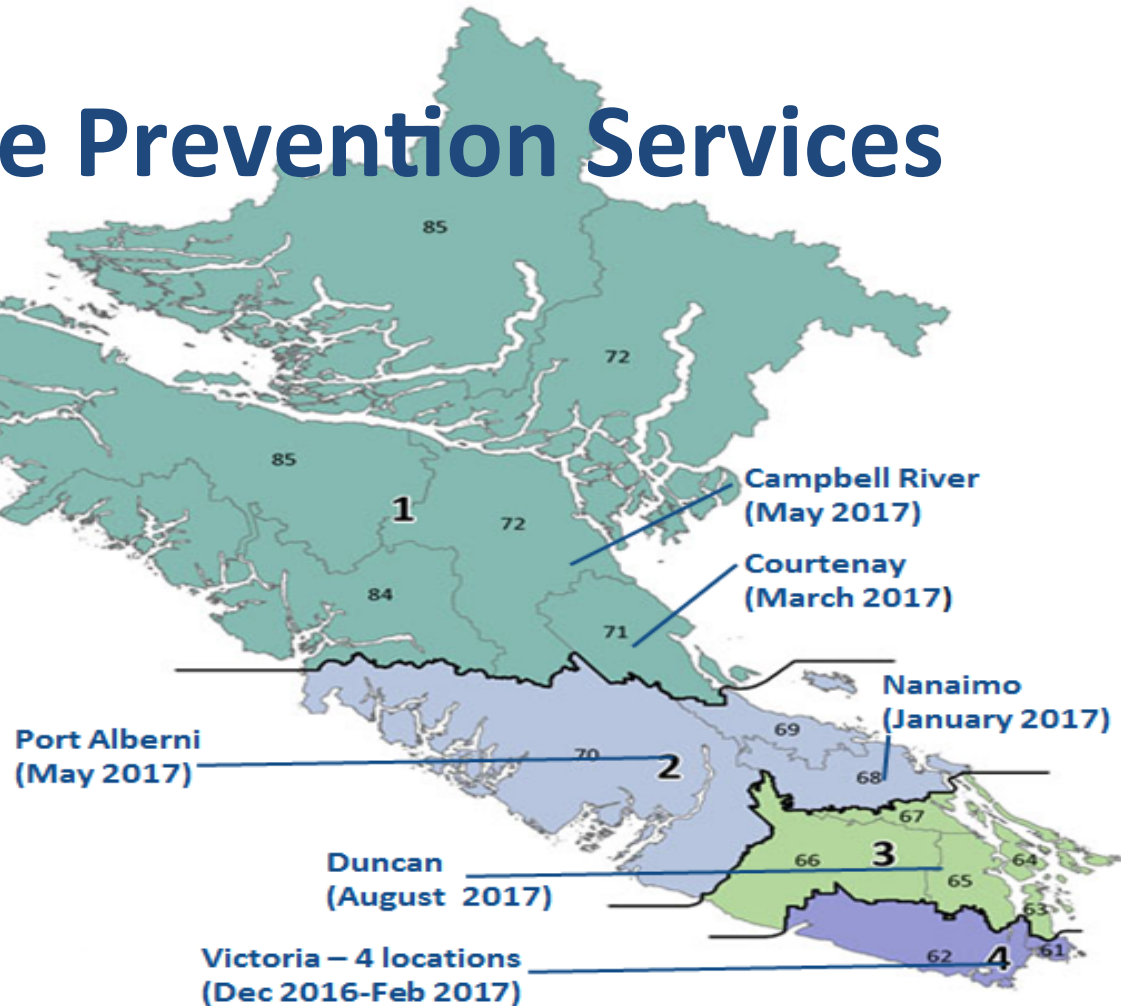 e Prevention Services
85
72
85
1
72
Campbell River
(May 2017)
Courtenay
(March 2017)
84
71
Nanaimo
(January 2017)
Port Alberni
(May 2017)
70
2
69
68
67
Duncan
(August  2017)
66
3
65
64
63
Victoria – 4 locations
(Dec 2016-Feb 2017)
62
4
61